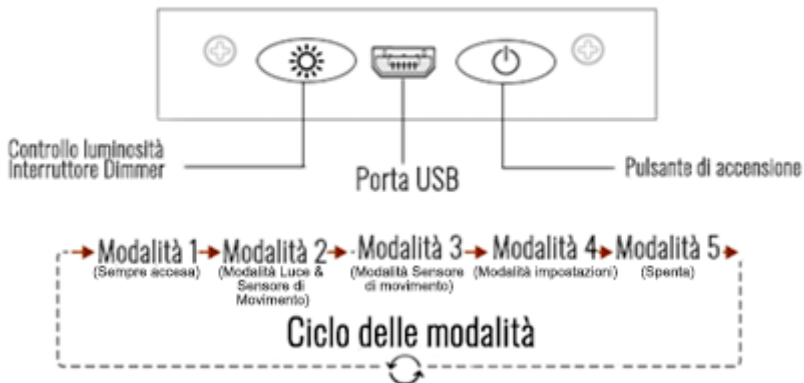 Controllo luminosità
Interruttore Dimmer
Porta USB
Pulsante di accensione
Modalità 1 Modalità 2 Modalità 3 Modalità 4 Modalità 5
(Sempre accesa) (Modalità Luce & (Modalità Sensore (Modalità impostazioni) (Spenta)
Sensore di di movimento)
Movimento)
Ciclo delle modalità